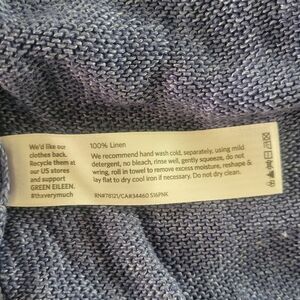 We'd like our
clothes back.
Recycle them at
our US stores
and support
GREEN EILEEN.
#thxverymuch
100% Linen
We recommend hand wash cold, separately, using mild
detergent, no bleach, rinse well, gently squeeze, do not
wring, roll in towel to remove excess moisture, reshape &
lay flat to dry cool iron if necessary. Do not dry clean.
RN#78121/CA#34460 S16PNK